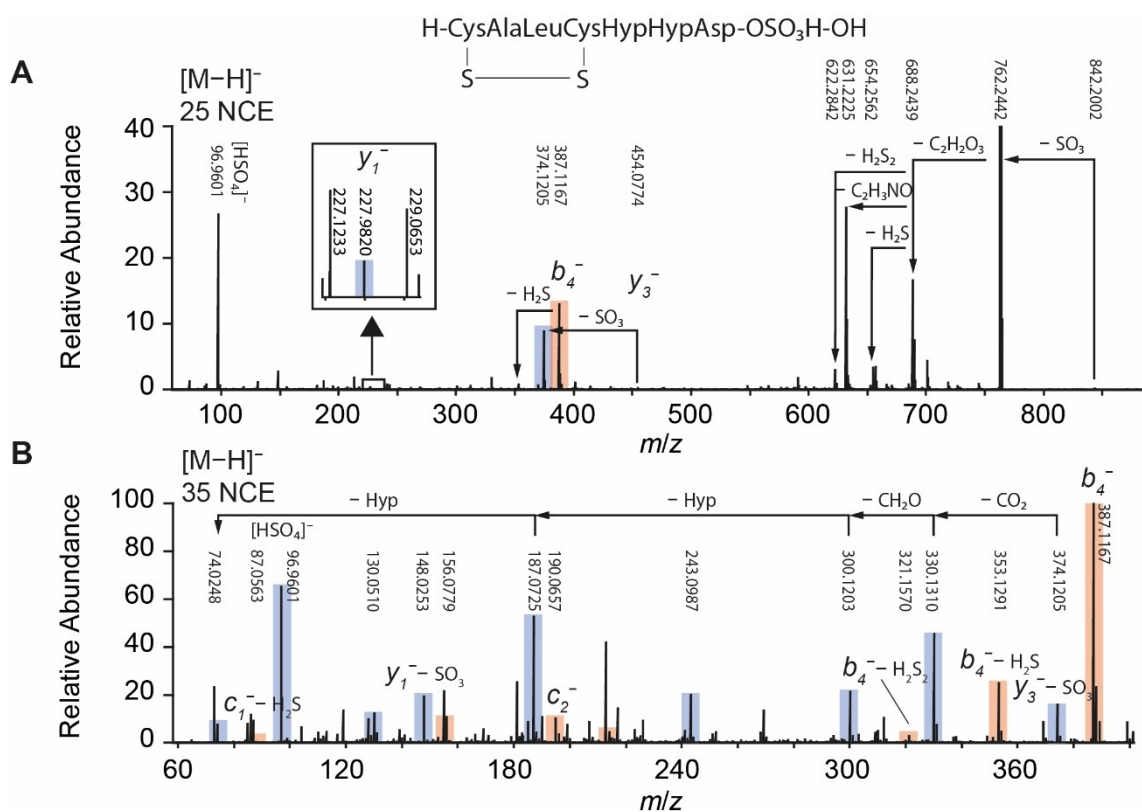 H-CysAlaLeuCysHypHypAsp-OSO₃H-OH
S S
A
[M−H]⁻
25 NCE
Relative Abundance
40
30
20
10
0
[HSO₄]⁻
96.9601
y₁⁻
227.1233
227.9820
229.0653
374.1205
387.1167
454.0774
b₄⁻
y₃⁻
− H₂S
− SO₃
622.2842
631.2225
654.2562
688.2439
762.2442
842.2002
− H₂S₂
− C₂H₃NO
− H₂S
− C₂H₂O₃
− SO₃
100 200 300 400 500 600 700 800
m/z
B
[M−H]⁻
35 NCE
Relative Abundance
100
80
60
40
20
0
− Hyp
− Hyp
− CH₂O
− CO₂
b₄⁻
387.1167
[HSO₄]⁻
74.0248
87.0563
96.9601
130.0510
148.0253
156.0779
187.0725
190.0657
243.0987
300.1203
321.1570
330.1310
353.1291
374.1205
c₁⁻ − H₂S
y₁⁻ − SO₃
c₂⁻
b₄⁻ − H₂S₂
b₄⁻ − H₂S
y₃⁻ − SO₃
60 120 180 240 300 360
m/z